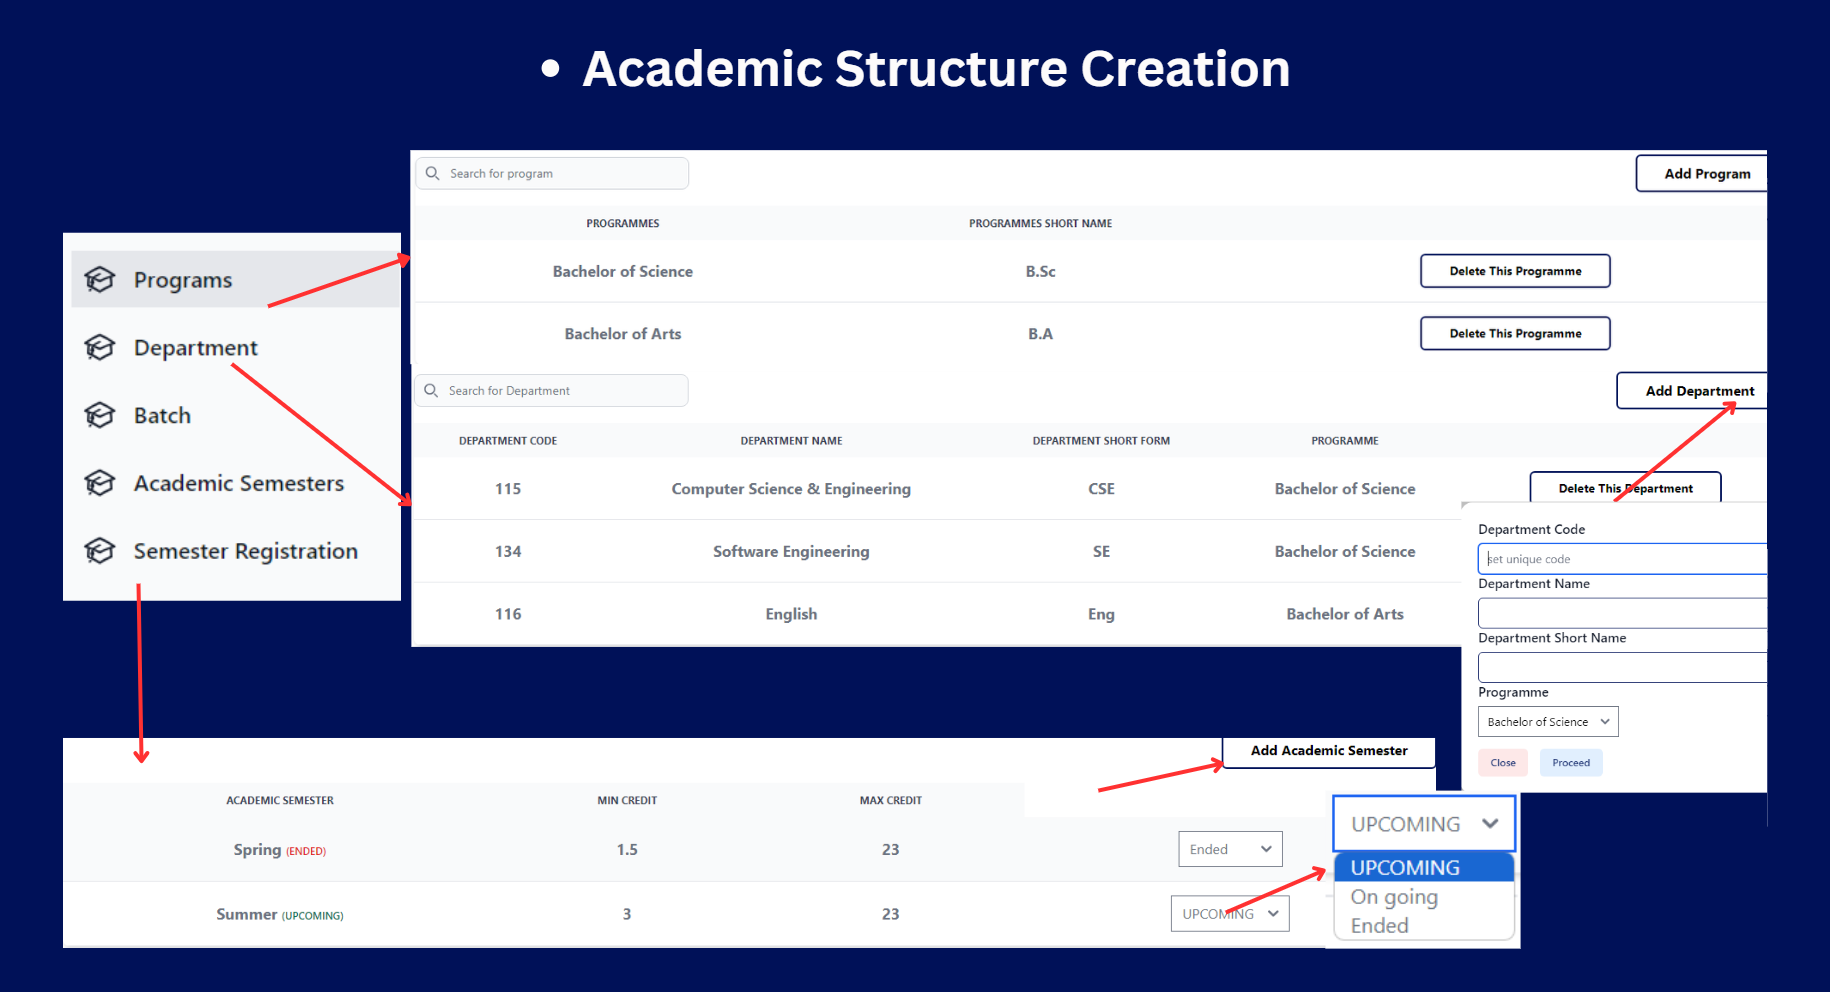 • Academic Structure Creation
Programs
Department
Batch
Academic Semesters
Semester Registration
Search for program
Add Program
PROGRAMMES PROGRAMMES SHORT NAME
Bachelor of Science B.Sc Delete This Programme
Bachelor of Arts B.A Delete This Programme
Search for Department
Add Department
DEPARTMENT CODE DEPARTMENT NAME DEPARTMENT SHORT FORM PROGRAMME
115 Computer Science & Engineering CSE Bachelor of Science Delete This Department
134 Software Engineering SE Bachelor of Science
116 English Eng Bachelor of Arts
Department Code
set unique code
Department Name
Department Short Name
Programme
Bachelor of Science
Close Proceed
Add Academic Semester
ACADEMIC SEMESTER MIN CREDIT MAX CREDIT
Spring (ENDED) 1.5 23 Ended
Summer (UPCOMING) 3 23 UPCOMING
UPCOMING
UPCOMING
On going
Ended